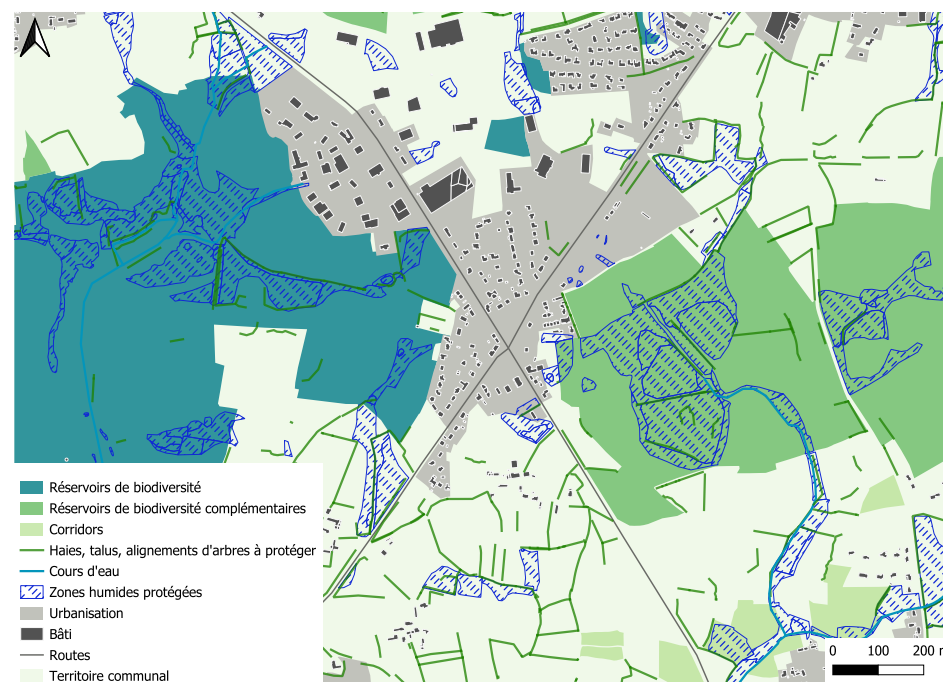 Réservoirs de biodiversité
Réservoirs de biodiversité complémentaires
Corridors
Haies, talus, alignements d'arbres à protéger
Cours d'eau
Zones humides protégées
Urbanisation
Bâti
Routes
Territoire communal
0 100 200 m